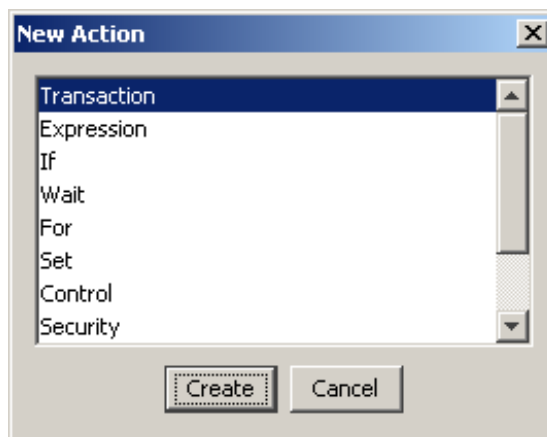 New Action
Transaction
Expression
If
Wait
For
Set
Control
Security
Create Cancel